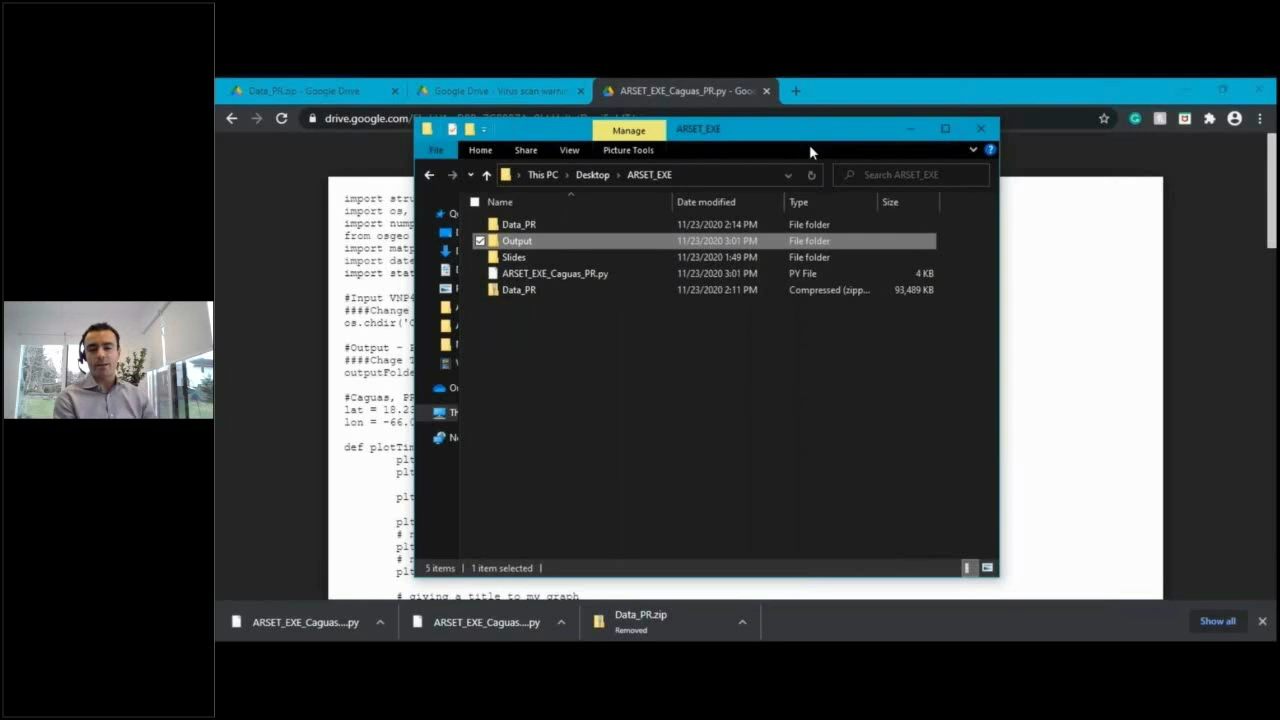 Data_PR.zip - Google Drive
Google Drive - Virus scan warnin
ARSET_EXE_Caguas_PR.py - Goo
drive.google.com/
Manage
ARSET_EXE
File
Home
Share
View
Picture Tools
This PC
Desktop
ARSET_EXE
Search ARSET_EXE
Name
Date modified
Type
Size
Data_PR
11/23/2020 2:14 PM
File folder
Output
11/23/2020 3:01 PM
File folder
Slides
11/23/2020 1:49 PM
File folder
ARSET_EXE_Caguas_PR.py
11/23/2020 3:01 PM
PY File
4 KB
Data_PR
11/23/2020 2:11 PM
Compressed (zipp...
93,489 KB
5 items
1 item selected
import stru
import os,
import nump
from osgeo
import matp
import date
import stat
#Input VNP4
####Change
os.chdir('C
#Output -
####Chage T
outputFolde
#Caguas, PR
lat = 18.23
lon = -66.0
def plotTim
plt
plt
plt
plt
# r
plt
# r
plt
# giving a title to my graph
ARSET_EXE_Caguas....py
ARSET_EXE_Caguas....py
Data_PR.zip
Removed
Show all